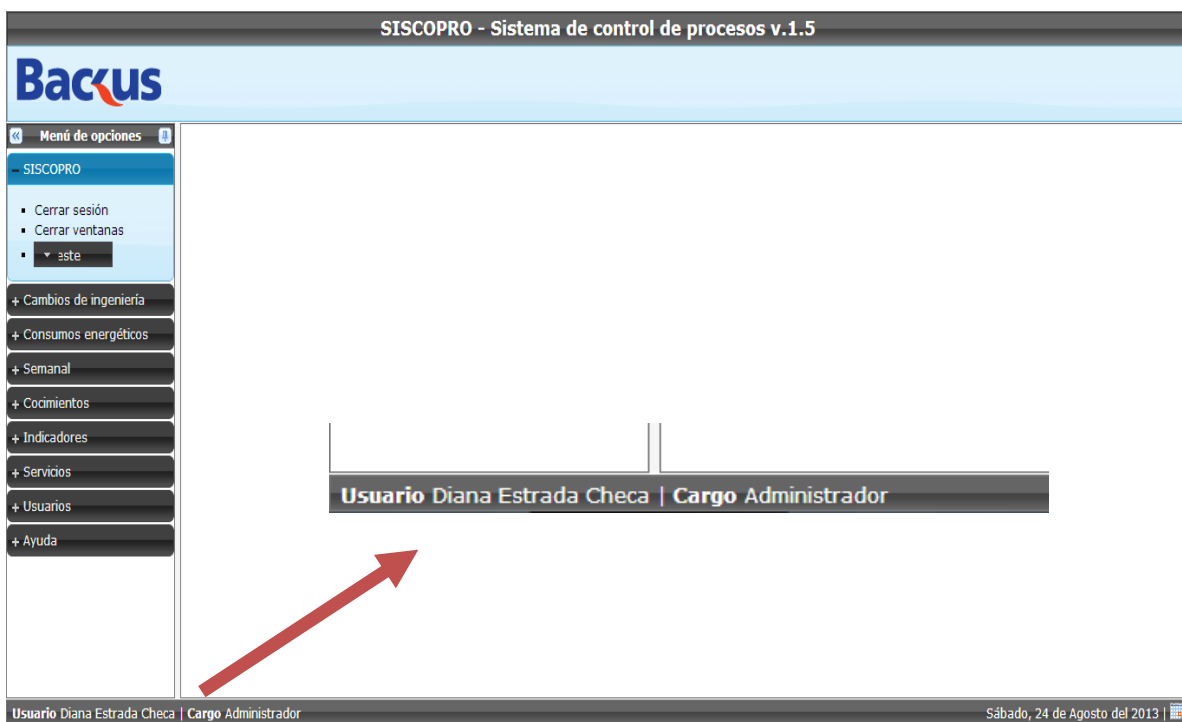 SISCOPRO - Sistema de control de procesos v.1.5
Backus
Menú de opciones
– SISCOPRO
▪ Cerrar sesión
▪ Cerrar ventanas
▪ este
+ Cambios de ingeniería
+ Consumos energéticos
+ Semanal
+ Cocimientos
+ Indicadores
+ Servicios
+ Usuarios
+ Ayuda
Usuario Diana Estrada Checa | Cargo Administrador
Usuario Diana Estrada Checa | Cargo Administrador
Sábado, 24 de Agosto del 2013 |